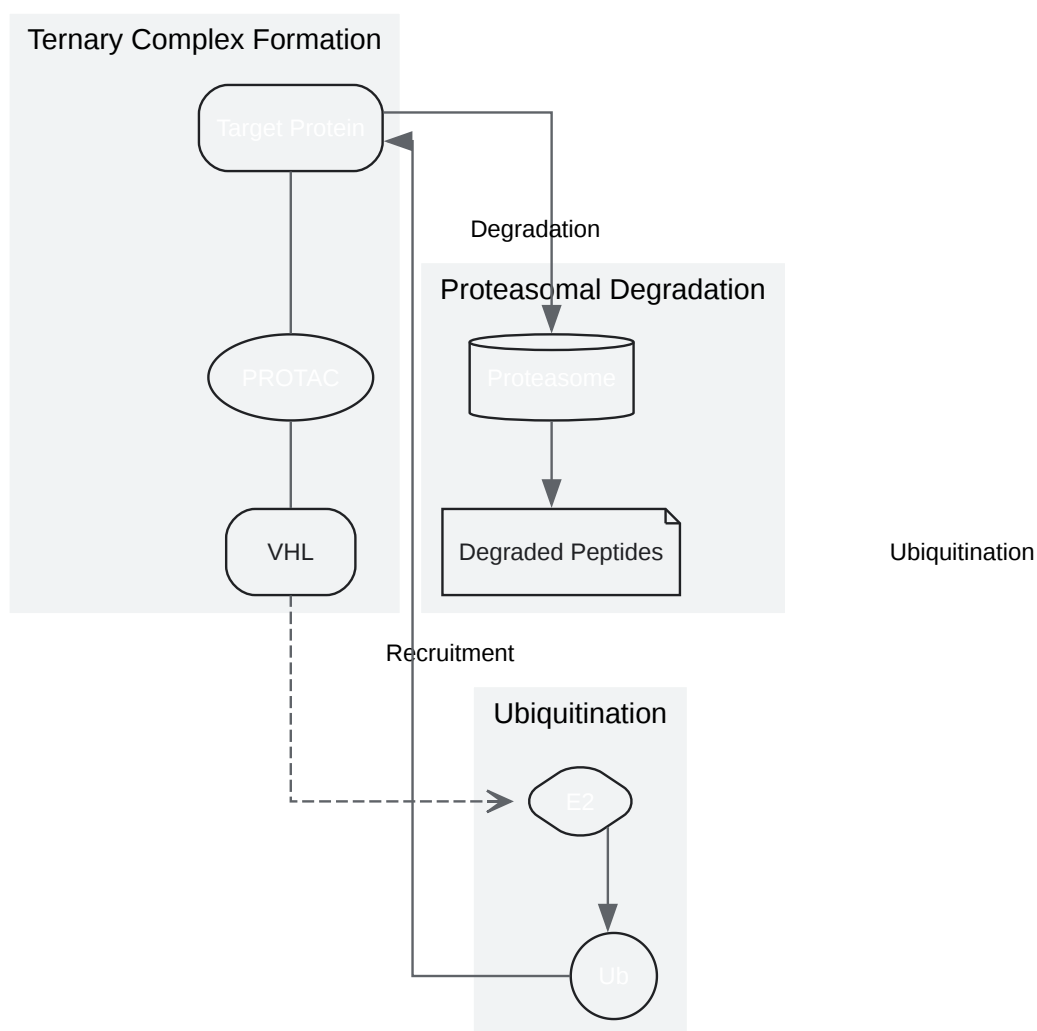 Ternary Complex Formation
Target Protein
Degradation
Proteasomal Degradation
PROTAC
Proteasome
VHL
Degraded Peptides
Ubiquitination
Recruitment
Ubiquitination
E2
Ub